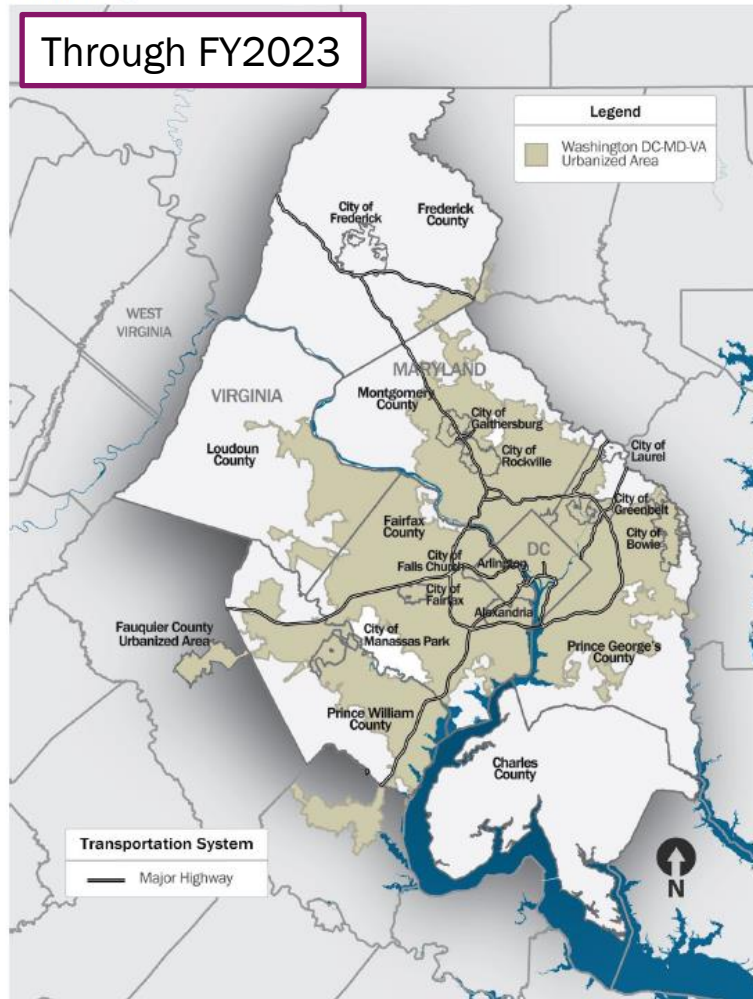 Through FY2023
Legend
Washington DC-MD-VA
Urbanized Area
City of
Frederick
Frederick
County
WEST
VIRGINIA
MARYLAND
VIRGINIA
Montgomery
County
City of
Gaithersburg
Loudoun
County
City of
Rockville
City of
Laurel
Fairfax
County
City of
Greenbelt
DC
City of
Bowie
City of
Falls Church
Arlington
City of
Fairfax
Alexandria
Fauquier County
Urbanized Area
City of
Manassas Park
Prince George's
County
Prince William
County
Charles
County
Transportation System
Major Highway
N